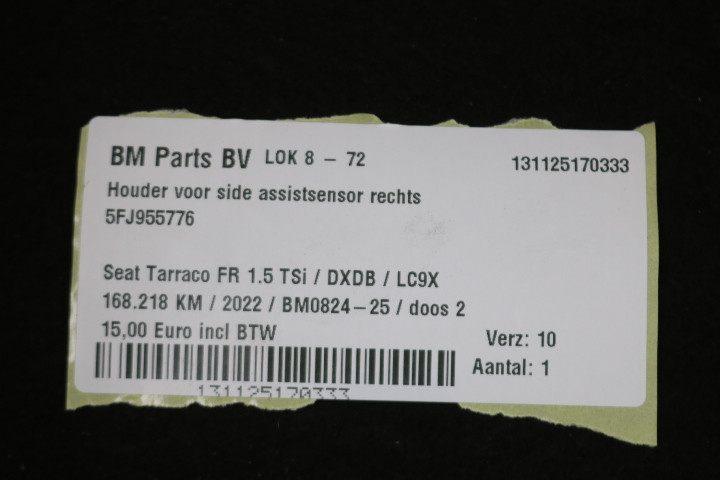 BM Parts BV LOK 8 - 72 131125170333
Houder voor side assistsensor rechts
5FJ955776
Seat Tarraco FR 1.5 TSi / DXDB / LC9X
168.218 KM / 2022 / BM0824-25 / doos 2
15,00 Euro incl BTW
Verz: 10
Aantal: 1
131125170333